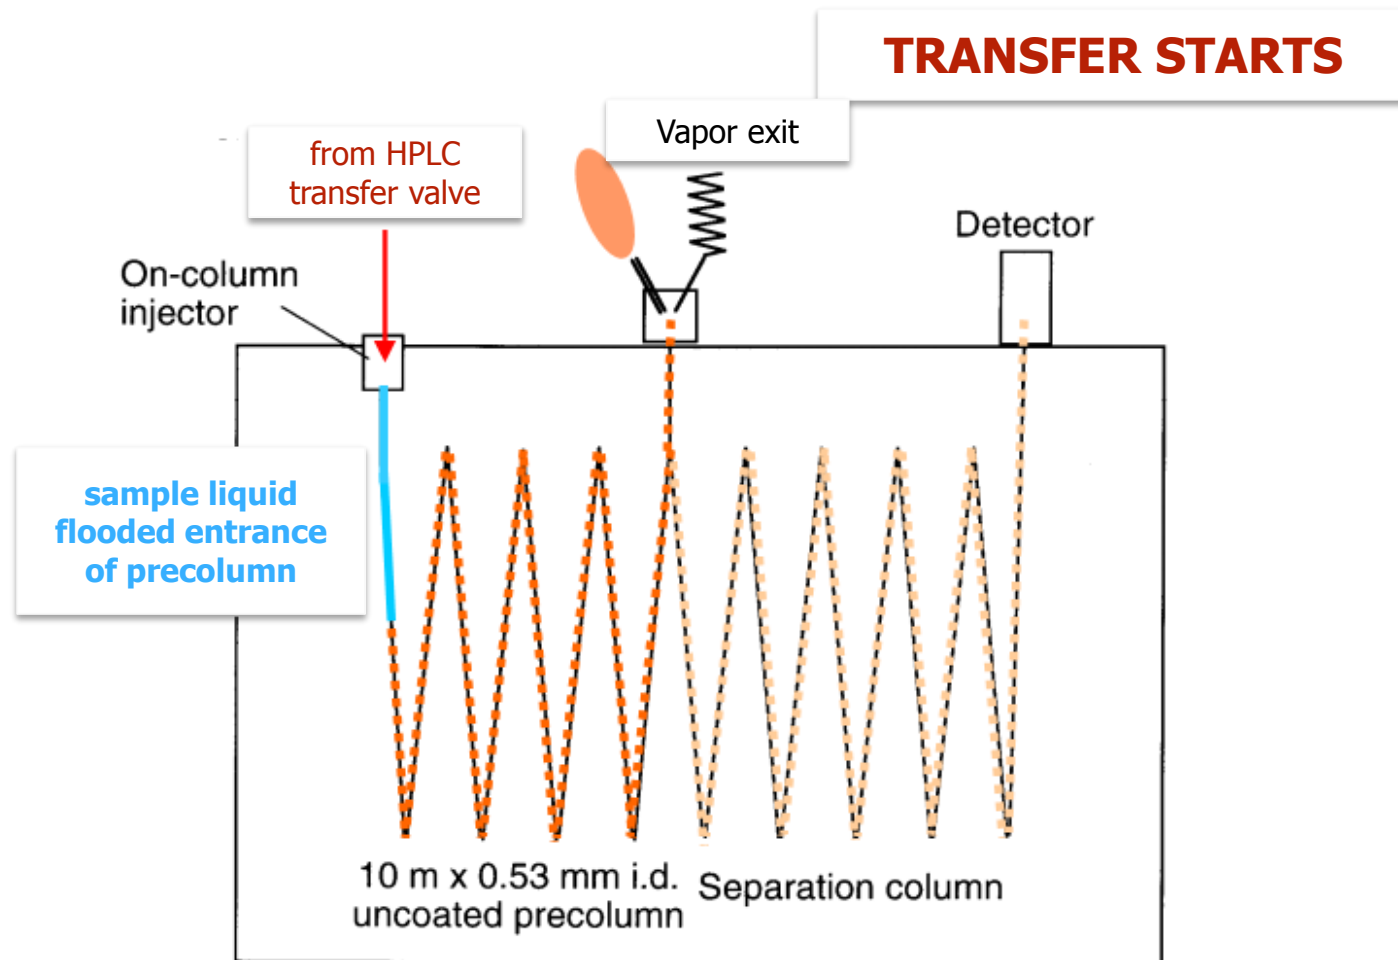 TRANSFER STARTS
Vapor exit
from HPLC
transfer valve
Detector
On-column
injector
sample liquid
flooded entrance
of precolumn
10 m x 0.53 mm i.d.
uncoated precolumn
Separation column